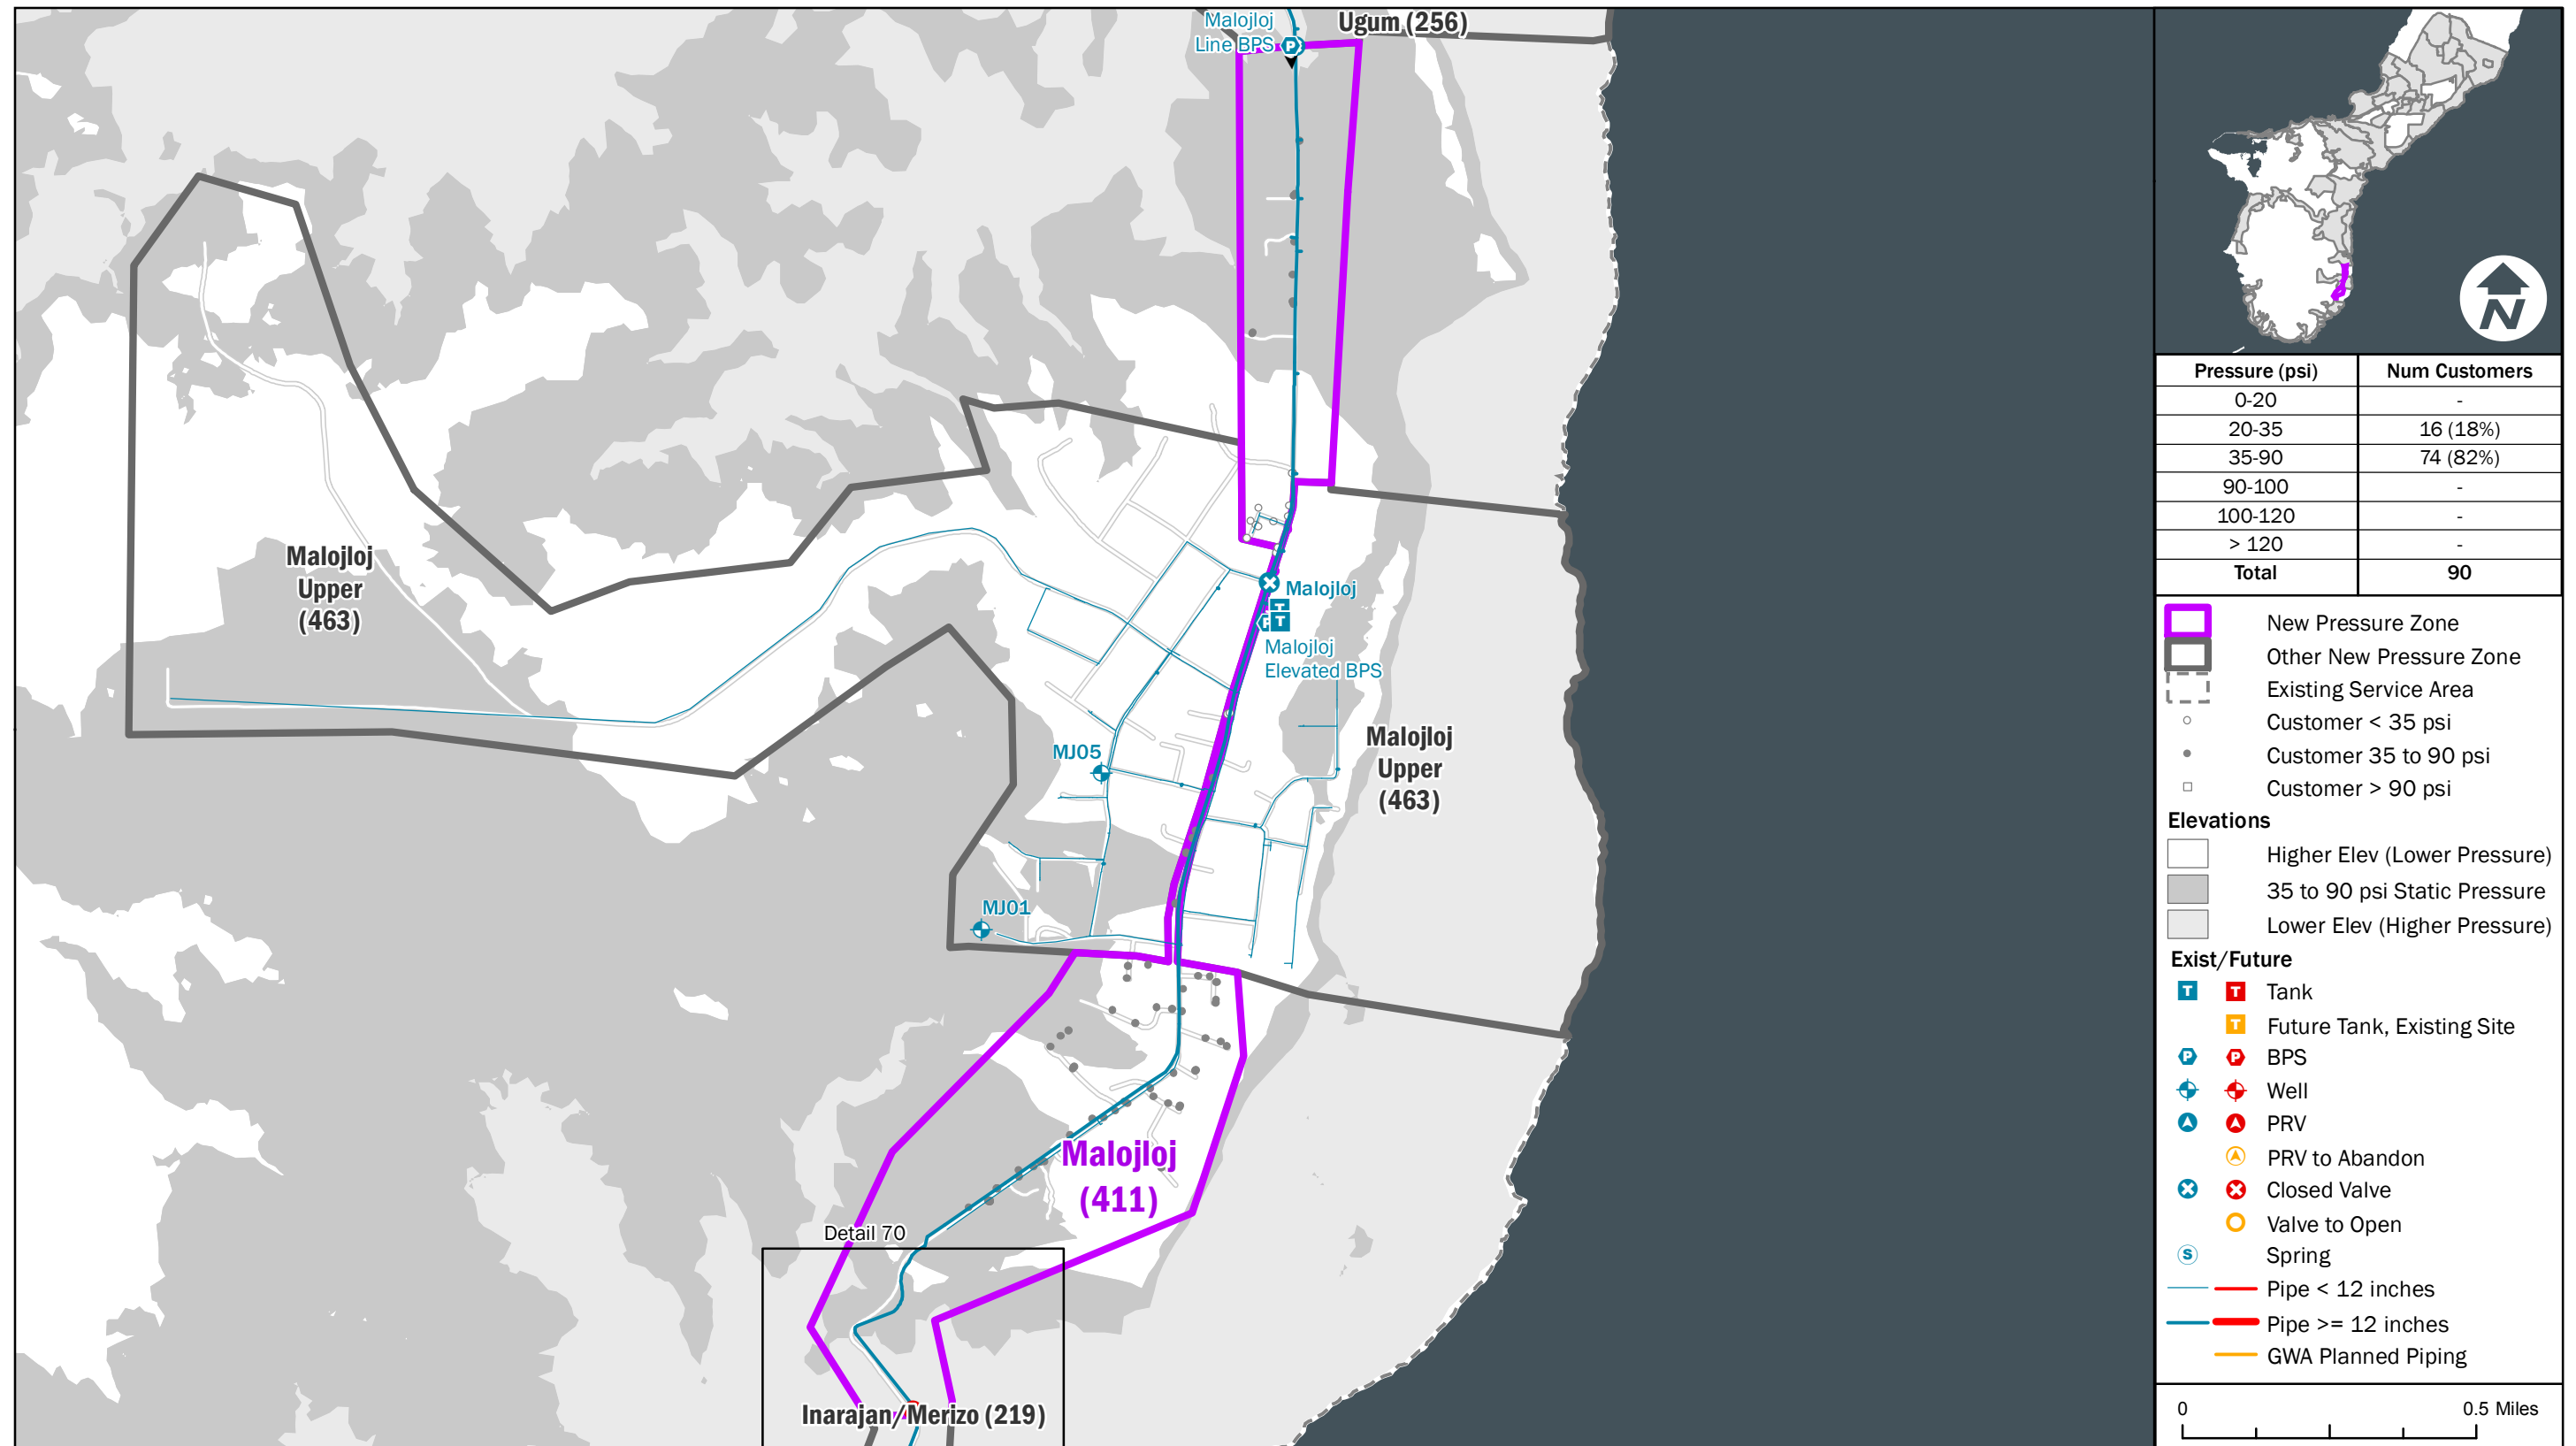 Malojloj
Line BPS
P
Ugum (256)
Malojloj
Upper
(463)
Malojloj
T
T
Malojloj
Elevated BPS
MJ05
Malojloj
Upper
(463)
MJ01
Malojloj
(411)
Detail 70
Inarajan/Merizo (219)
N
Pressure (psi) Num Customers
0-20 -
20-35 16 (18%)
35-90 74 (82%)
90-100 -
100-120 -
> 120 -
Total 90
New Pressure Zone
Other New Pressure Zone
Existing Service Area
Customer < 35 psi
Customer 35 to 90 psi
Customer > 90 psi
Elevations
Higher Elev (Lower Pressure)
35 to 90 psi Static Pressure
Lower Elev (Higher Pressure)
Exist/Future
T T Tank
T Future Tank, Existing Site
P P BPS
Well
PRV
PRV to Abandon
Closed Valve
Valve to Open
S Spring
Pipe < 12 inches
Pipe >= 12 inches
GWA Planned Piping
0 0.5 Miles